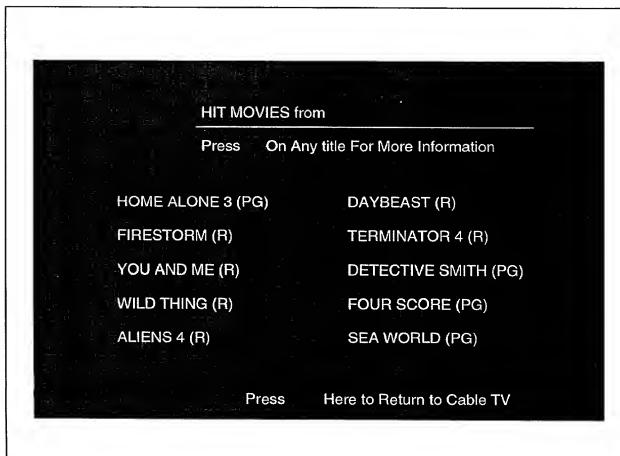 HIT MOVIES from
Press On Any title For More Information
HOME ALONE 3 (PG)
FIRESTORM (R)
YOU AND ME (R)
WILD THING (R)
ALIENS 4 (R)
DAYBEAST (R)
TERMINATOR 4 (R)
DETECTIVE SMITH (PG)
FOUR SCORE (PG)
SEA WORLD (PG)
Press Here to Return to Cable TV